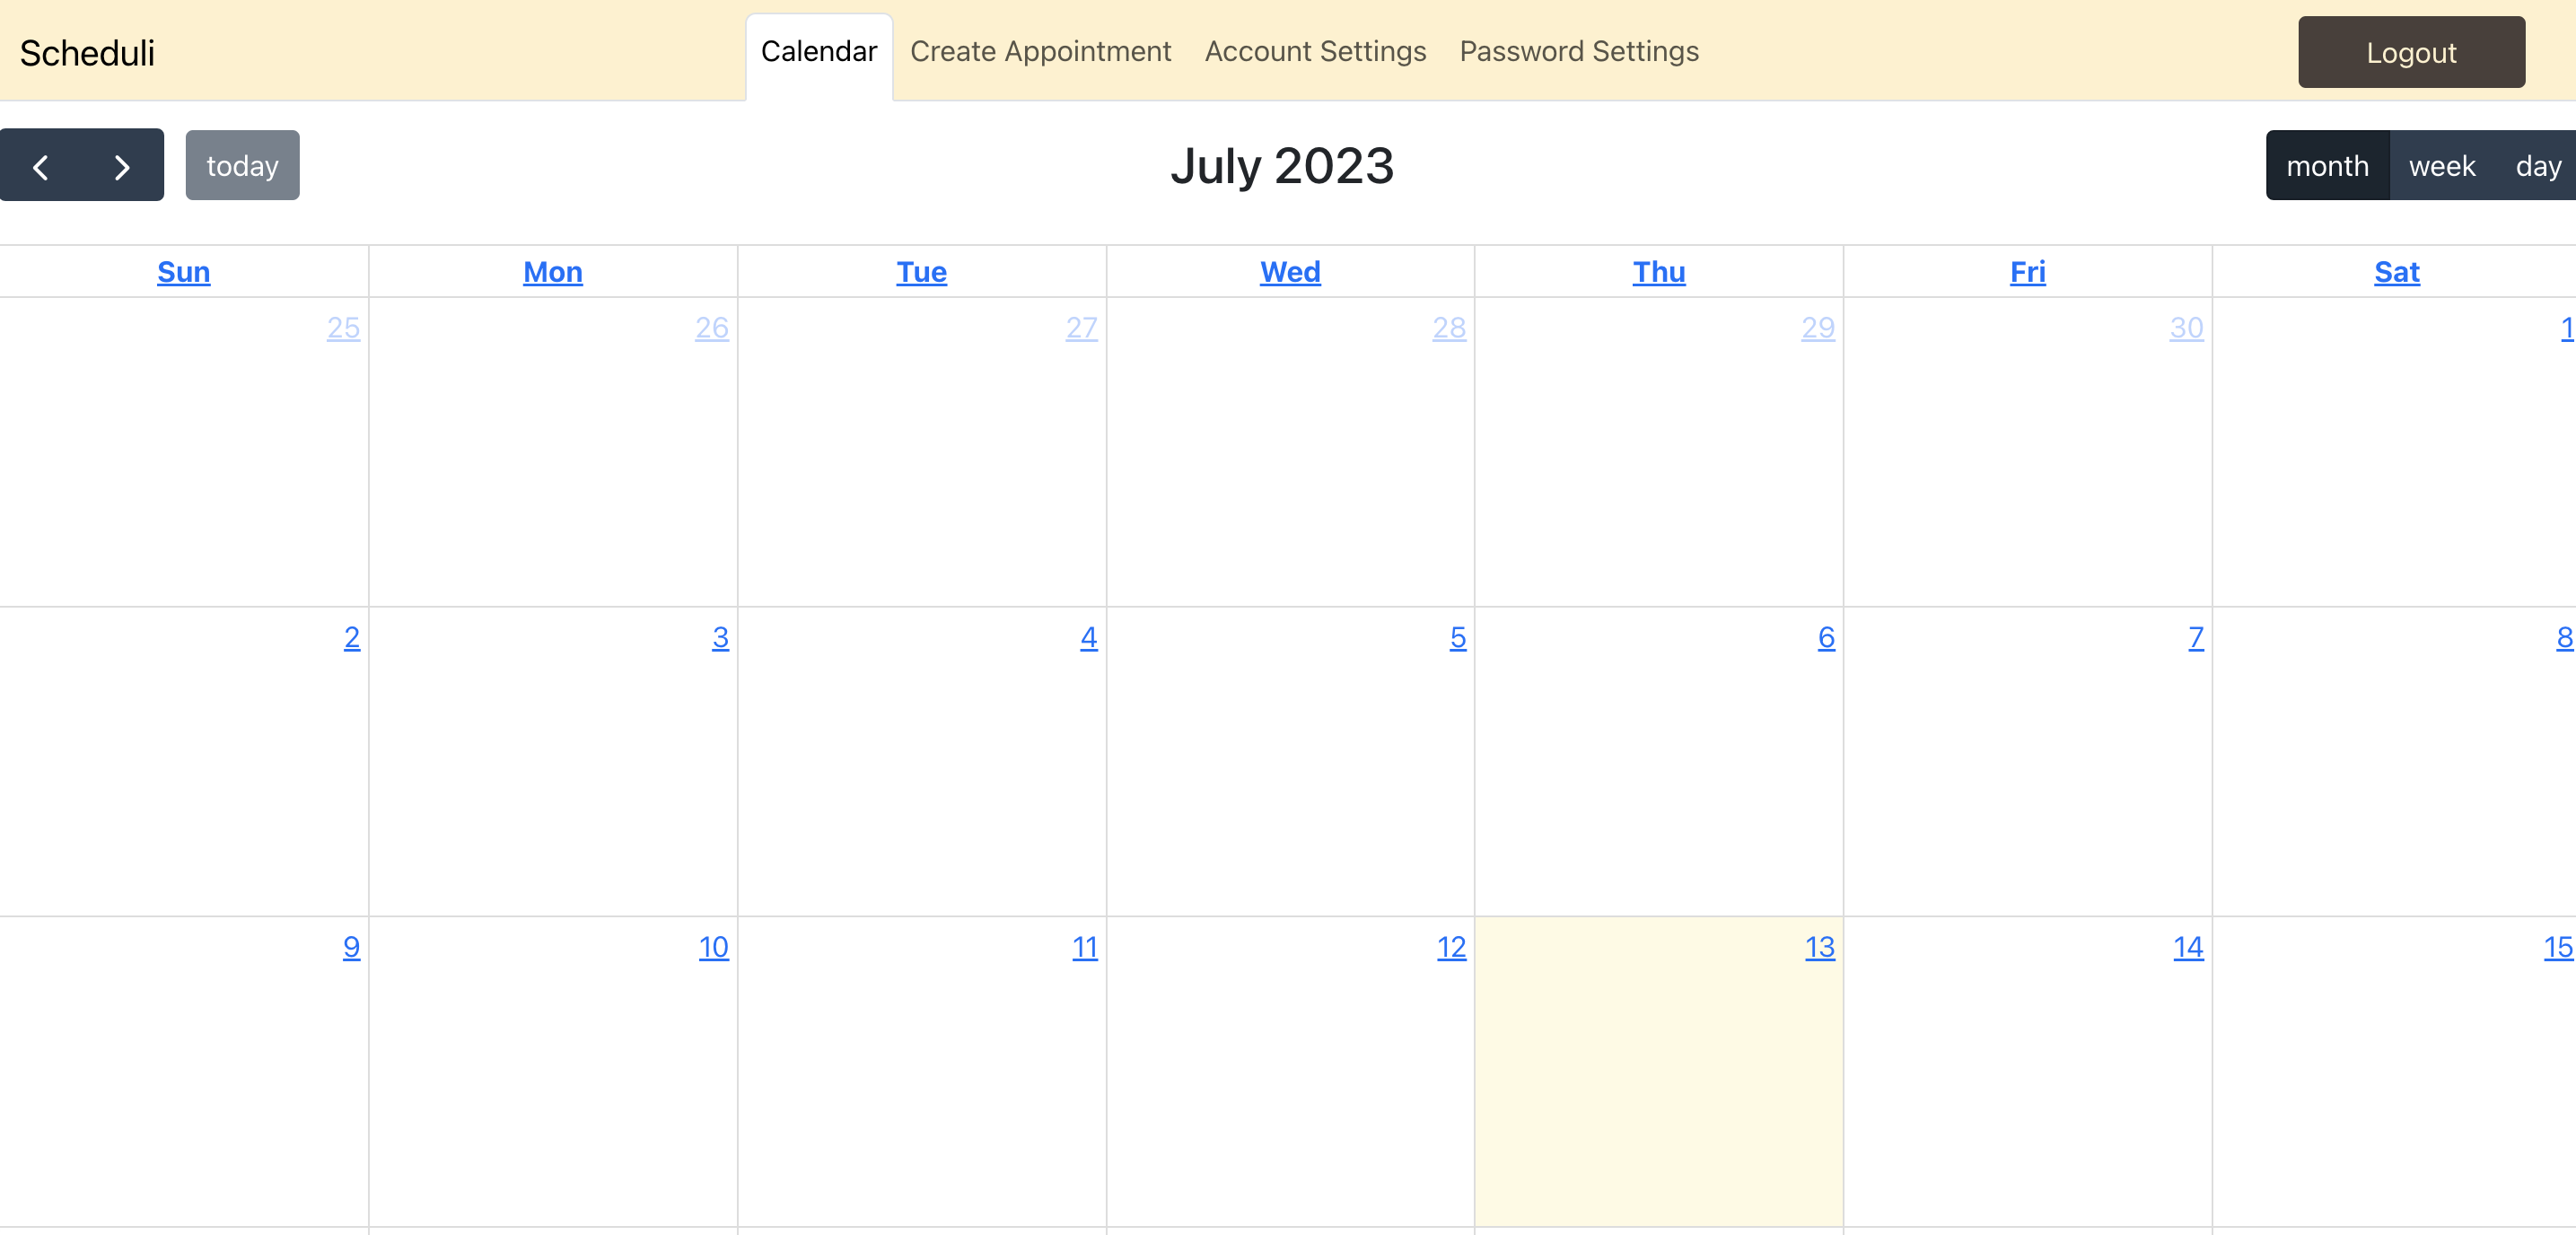 Scheduli Calendar Create Appointment Account Settings Password Settings Logout
today July 2023 month week day
Sun Mon Tue Wed Thu Fri Sat
25 26 27 28 29 30 1
2 3 4 5 6 7 8
9 10 11 12 13 14 15